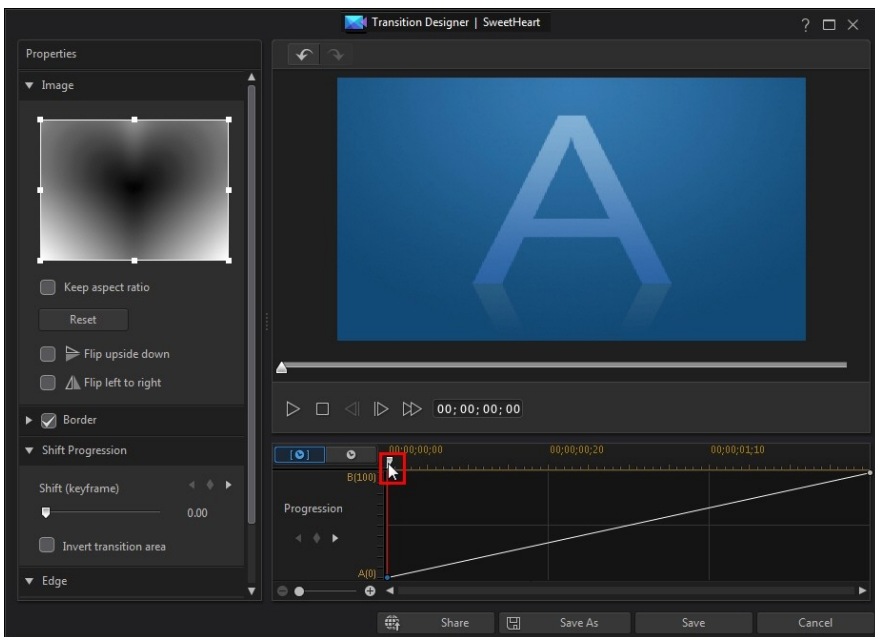 Transition Designer | SweetHeart
?
Properties
Image
Keep aspect ratio
Reset
Flip upside down
Flip left to right
Border
Shift Progression
Shift (keyframe)
0.00
Invert transition area
Edge
A
00;00;00;00
00;00;00;00 00;00;00;20 00;00;01;10
B(100)
Progression
A(0)
Share Save As Save Cancel